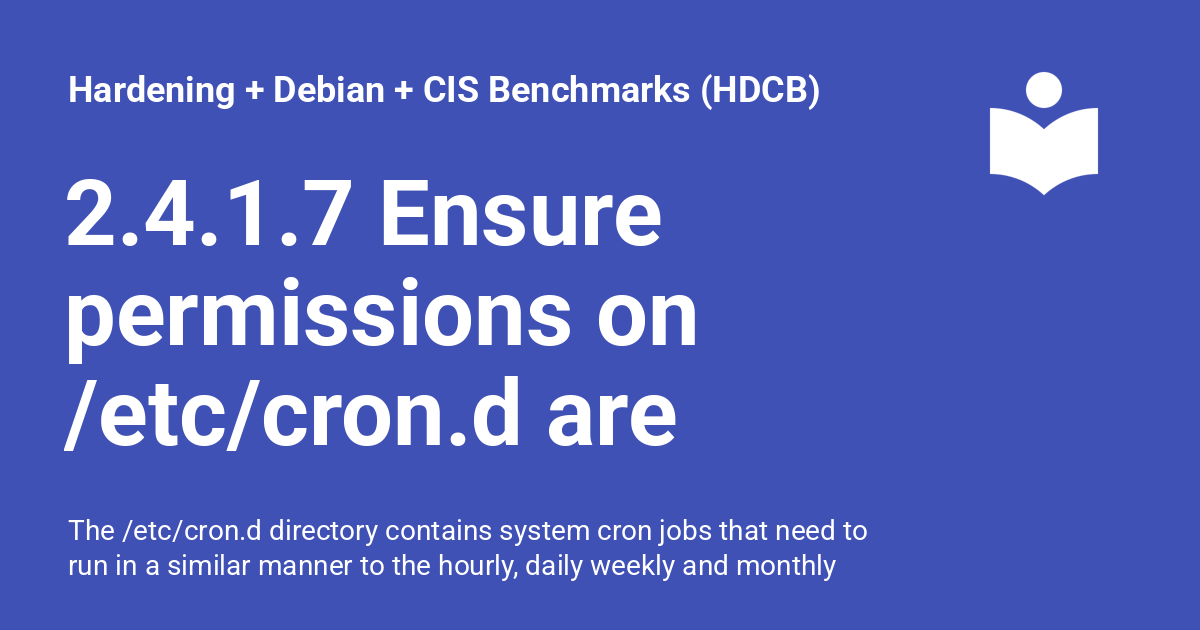 Hardening + Debian + CIS Benchmarks (HDCB)
2.4.1.7 Ensure
permissions on
/etc/cron.d are
The /etc/cron.d directory contains system cron jobs that need to
run in a similar manner to the hourly, daily weekly and monthly